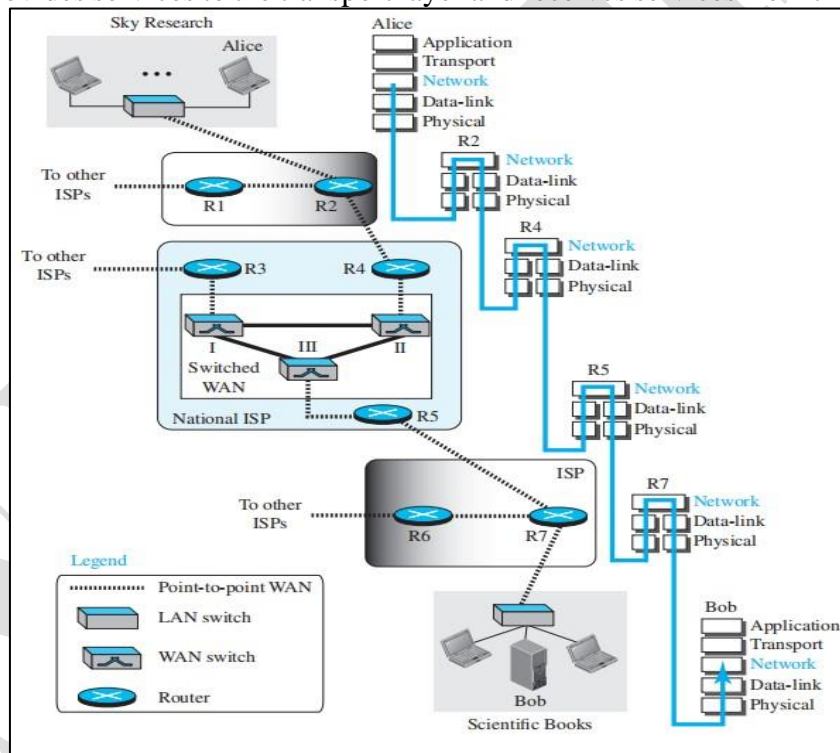 Sky Research
Alice
Alice
Application
Transport
Network
Data-link
Physical
R2
Network
Data-link
Physical
To other
ISPs
R1
R2
R4
Network
Data-link
Physical
To other
ISPs
R3
R4
I
III
II
Switched
WAN
National ISP
R5
R5
Network
Data-link
Physical
ISP
To other
ISPs
R6
R7
R7
Network
Data-link
Physical
Legend
Point-to-point WAN
LAN switch
WAN switch
Router
Bob
Scientific Books
Bob
Application
Transport
Network
Data-link
Physical